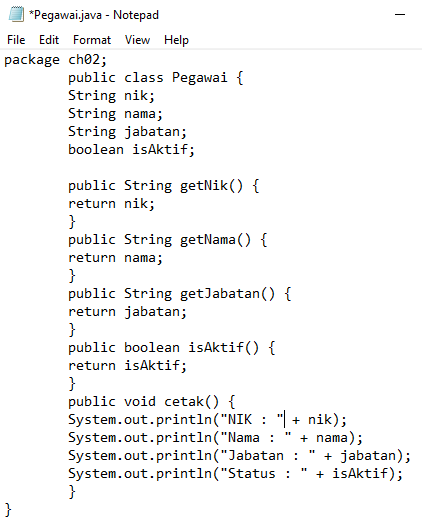 *Pegawai.java - Notepad
File Edit Format View Help
package ch02;
public class Pegawai {
String nik;
String nama;
String jabatan;
boolean isAktif;
public String getNik() {
return nik;
}
public String getNama() {
return nama;
}
public String getJabatan() {
return jabatan;
}
public boolean isAktif() {
return isAktif;
}
public void cetak() {
System.out.println("NIK : " + nik);
System.out.println("Nama : " + nama);
System.out.println("Jabatan : " + jabatan);
System.out.println("Status : " + isAktif);
}
}